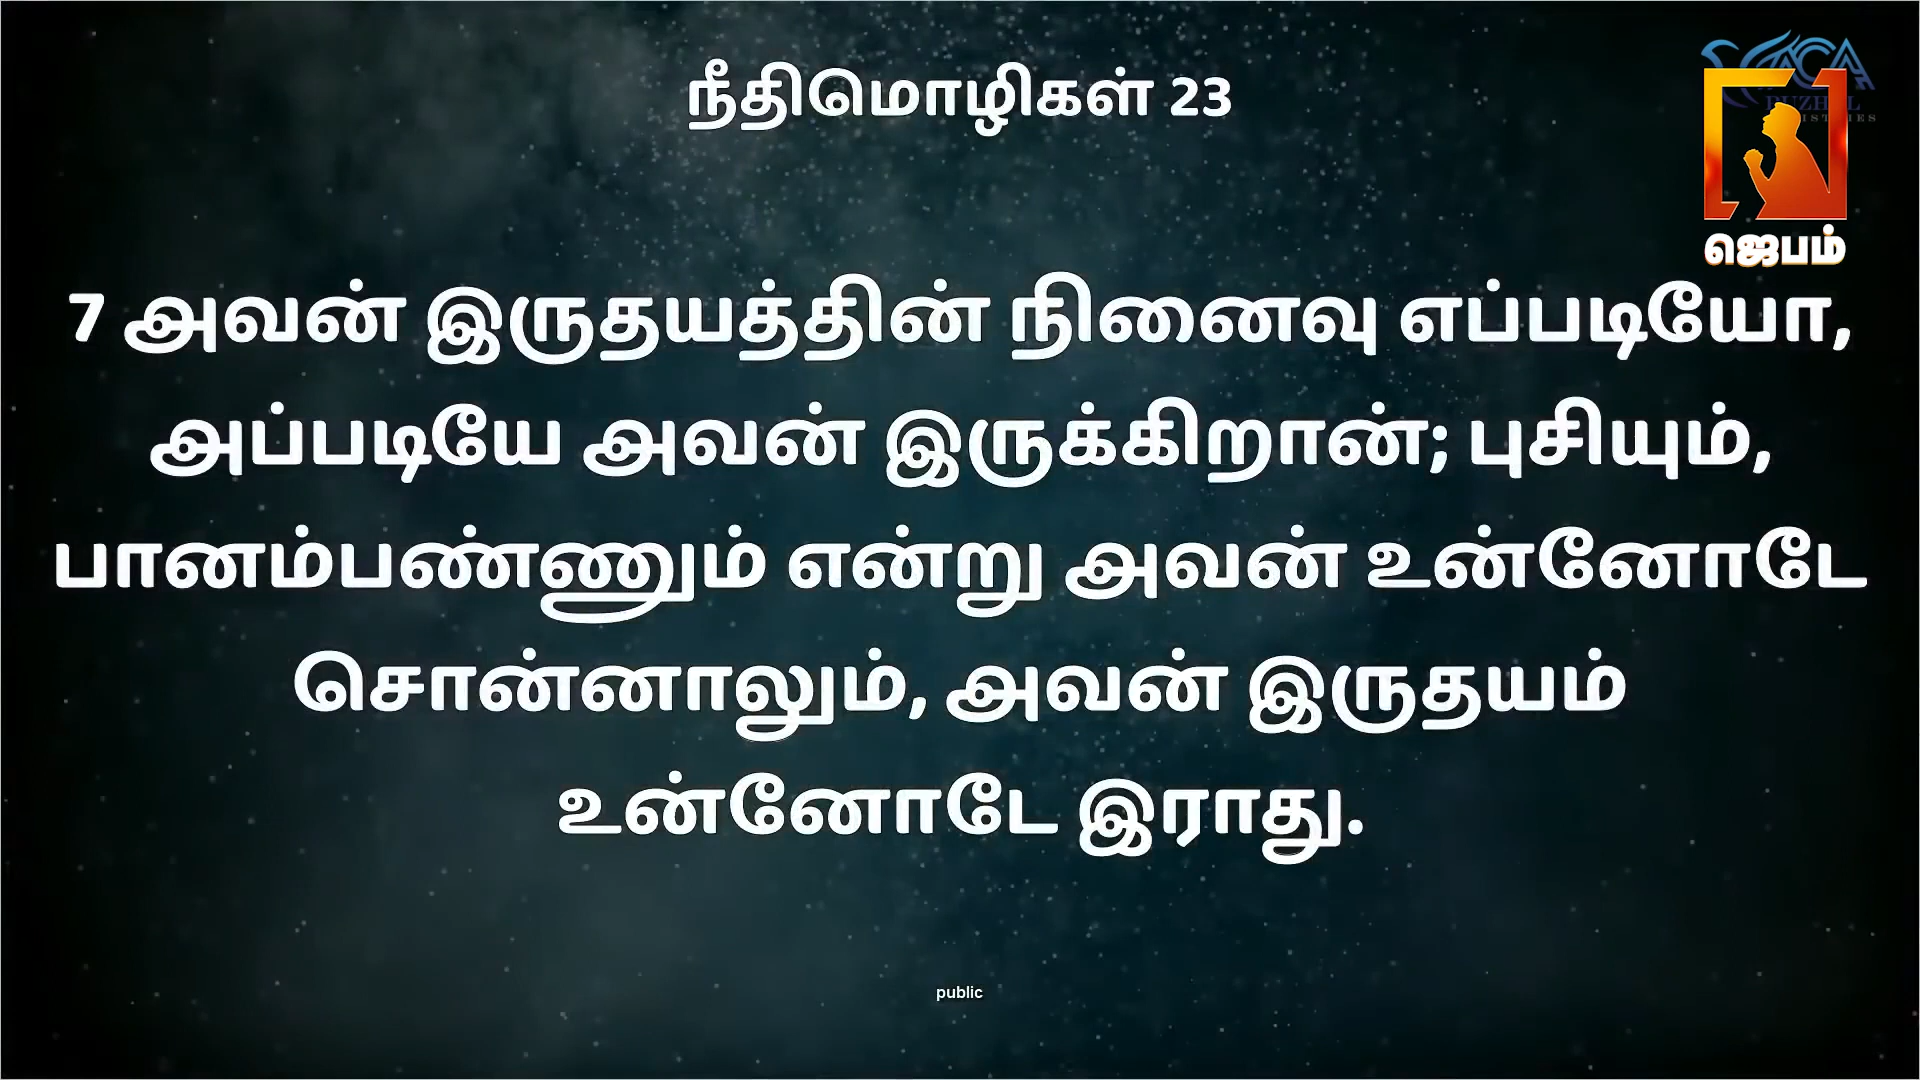 நீதிமொழிகள் 23
ஜெபம்
7 அவன் இருதயத்தின் நினைவு எப்படியோ,
அப்படியே அவன் இருக்கிறான்; புசியும்,
பானம்பண்ணும் என்று அவன் உன்னோடே
சொன்னாலும், அவன் இருதயம்
உன்னோடே இராது.
public